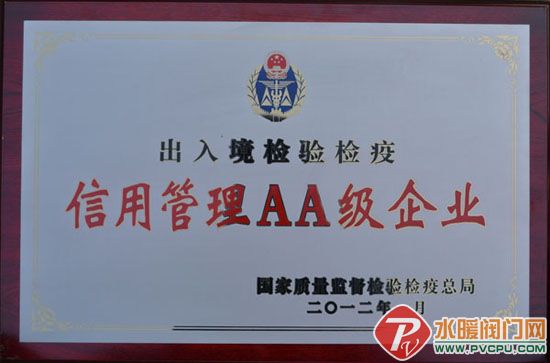 出入境检验检疫
信用管理AA级企业
国家质量监督检验检疫总局
二〇一二年 月
水暖阀门网
WWW.PVCPU.COM